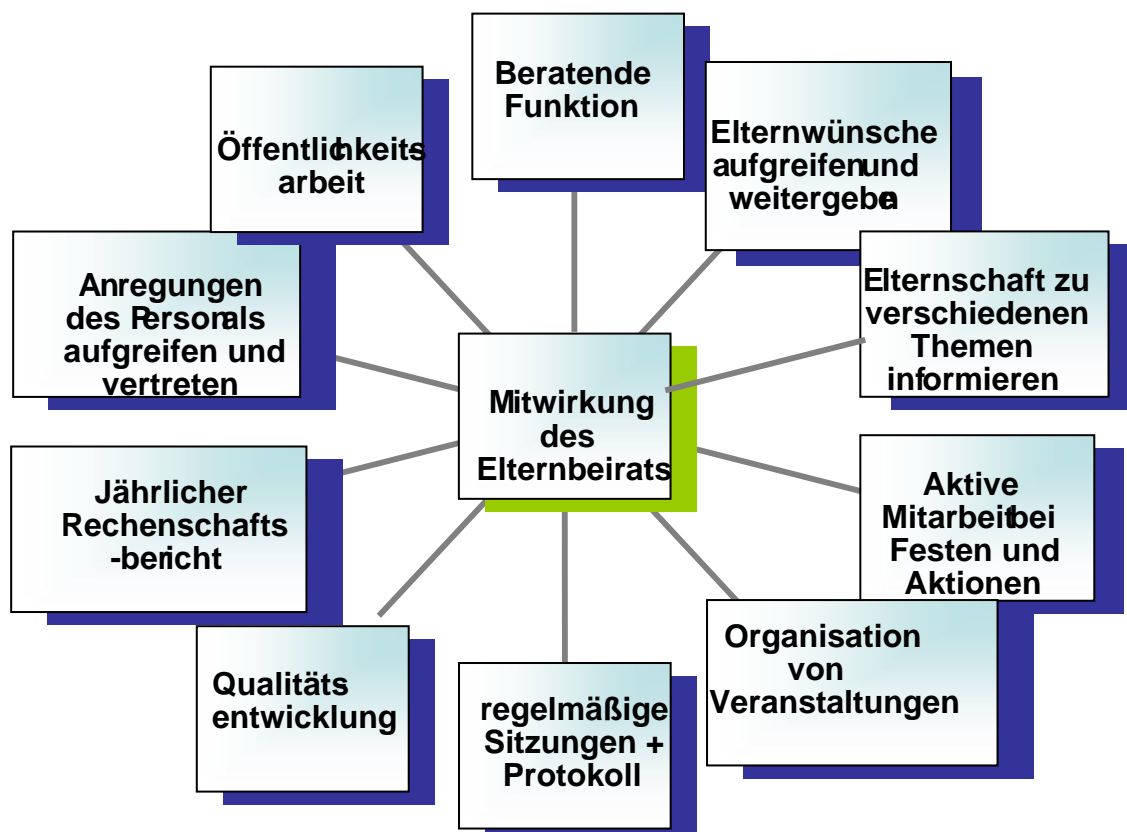 Beratende
Funktion
Elternwünsche
aufgreifen und
weitergeben
Elternschaft zu
verschiedenen
Themen
informieren
Aktive
Mitarbeit bei
Festen und
Aktionen
Organisation
von
Veranstaltungen
regelmäßige
Sitzungen +
Protokoll
Qualitäts
entwicklung
Jährlicher
Rechenschafts
-bericht
Anregungen
des Personals
aufgreifen und
vertreten
Öffentlichkeits-
arbeit
Mitwirkung
des
Elternbeirats